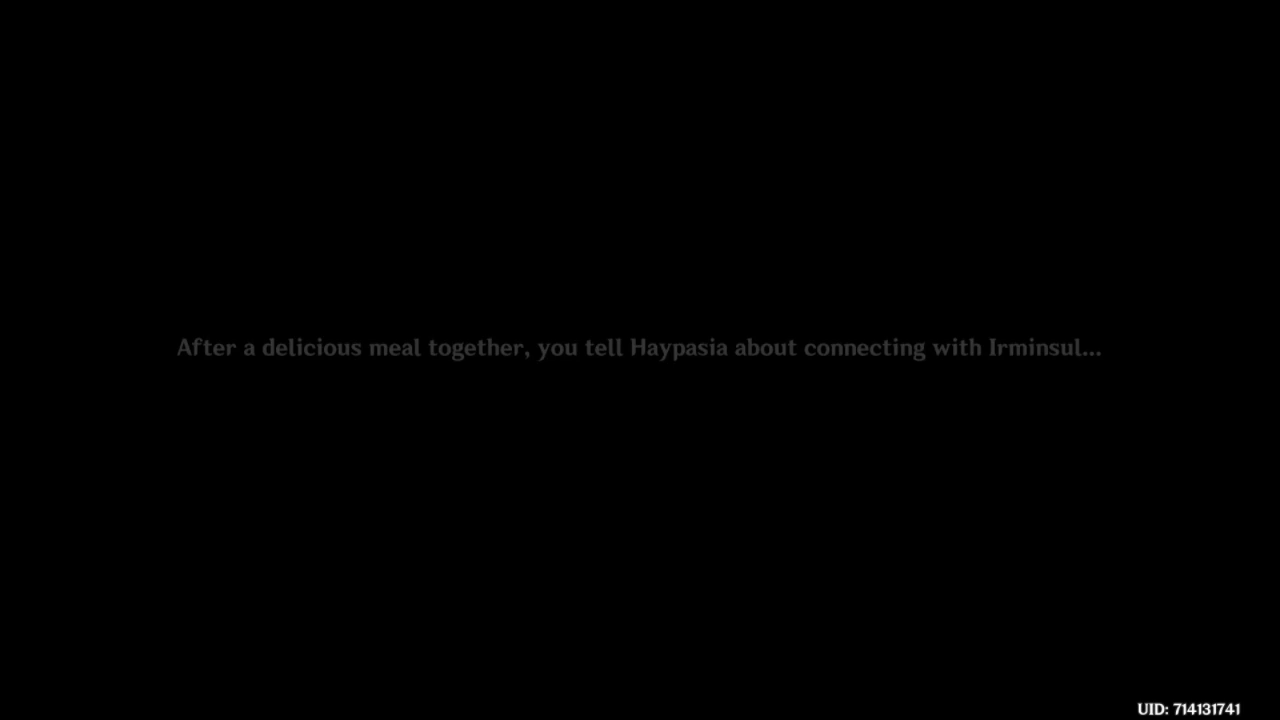 After a delicious meal together, you tell Haypasia about connecting with Irminsul...
UID: 714131741